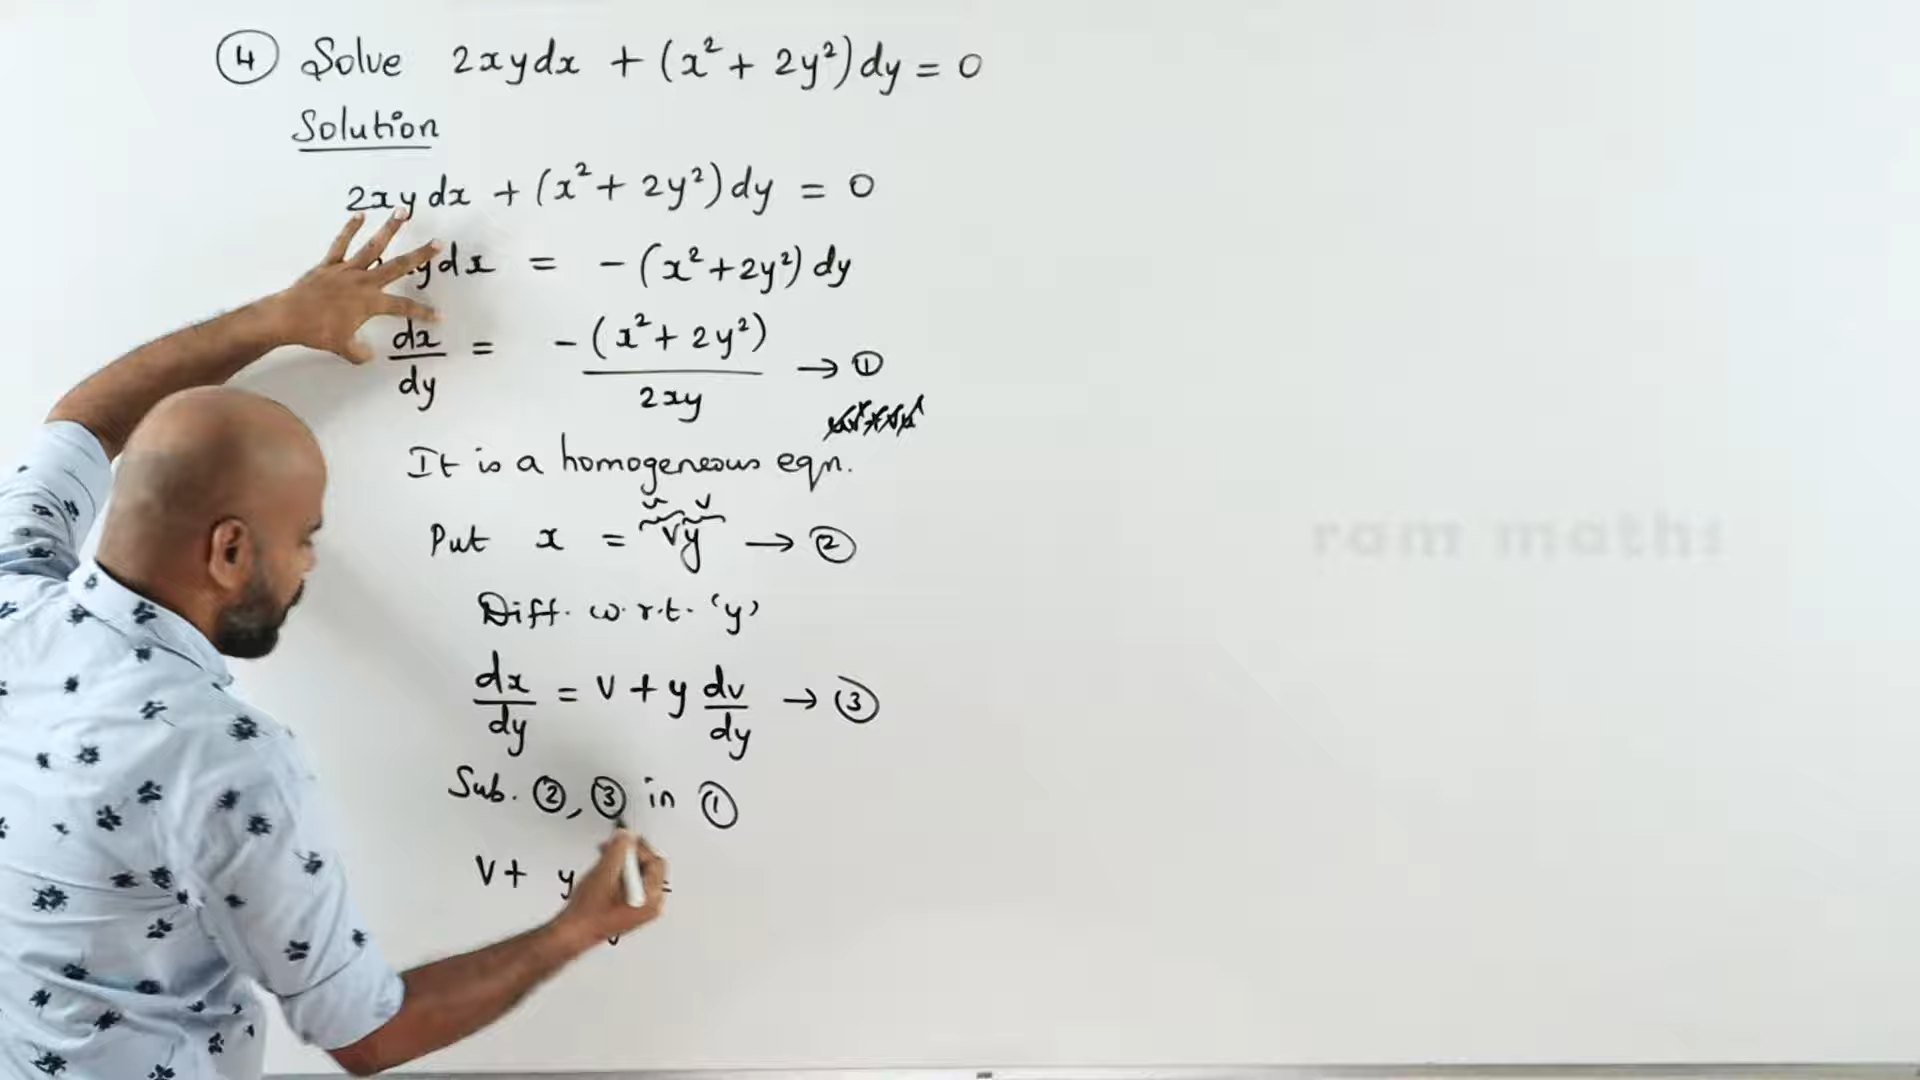 ④ Solve 2xydx + (x² + 2y²)dy = 0
Solution
2xydx + (x² + 2y²)dy = 0
ydx = -(x²+2y²)dy
dx/dy = -(x²+2y²)/2xy → ①
It is a homogeneous eqn.
u v
Put x = vy → ②
Diff. w.r.t. 'y'
dx/dy = v + y dv/dy → ③
Sub. ②, ③ in ①
v + y =
ram maths